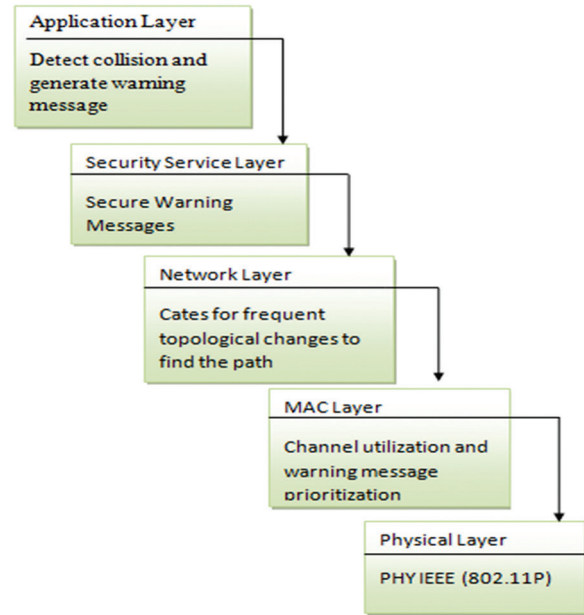 Application Layer
Detect collision and
generate warning
message
Security Service Layer
Secure Warning
Messages
Network Layer
Cates for frequent
topological changes to
find the path
MAC Layer
Channel utilization and
warning message
prioritization
Physical Layer
PHY IEEE (802.11P)